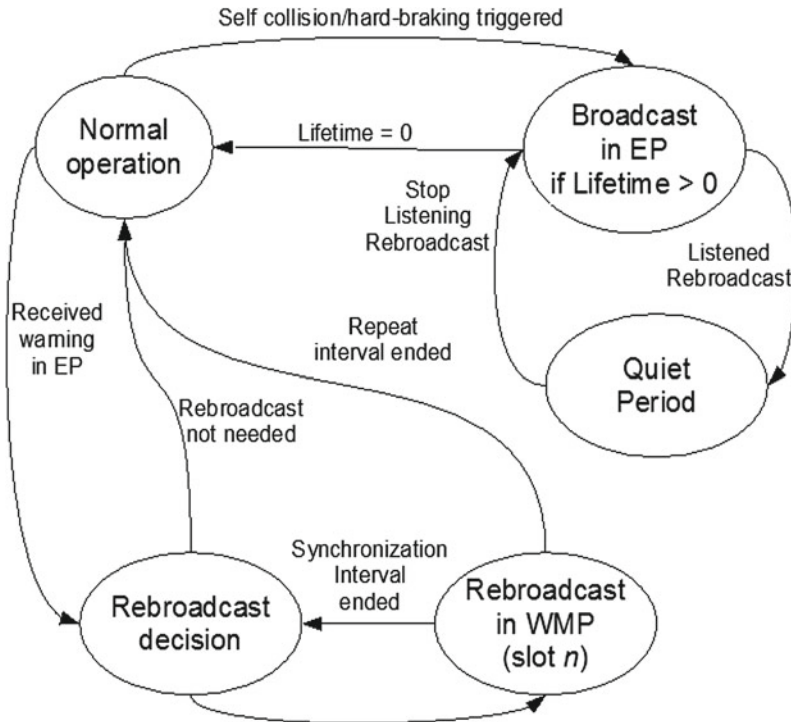 Self collision/hard-braking triggered
Normal
operation
Lifetime = 0
Broadcast
in EP
if Lifetime > 0
Stop
Listening
Rebroadcast
Listened
Rebroadcast
Received
warning
in EP
Repeat
interval ended
Quiet
Period
Rebroadcast
not needed
Synchronization
Interval
ended
Rebroadcast
decision
Rebroadcast
in WMP
(slot n)